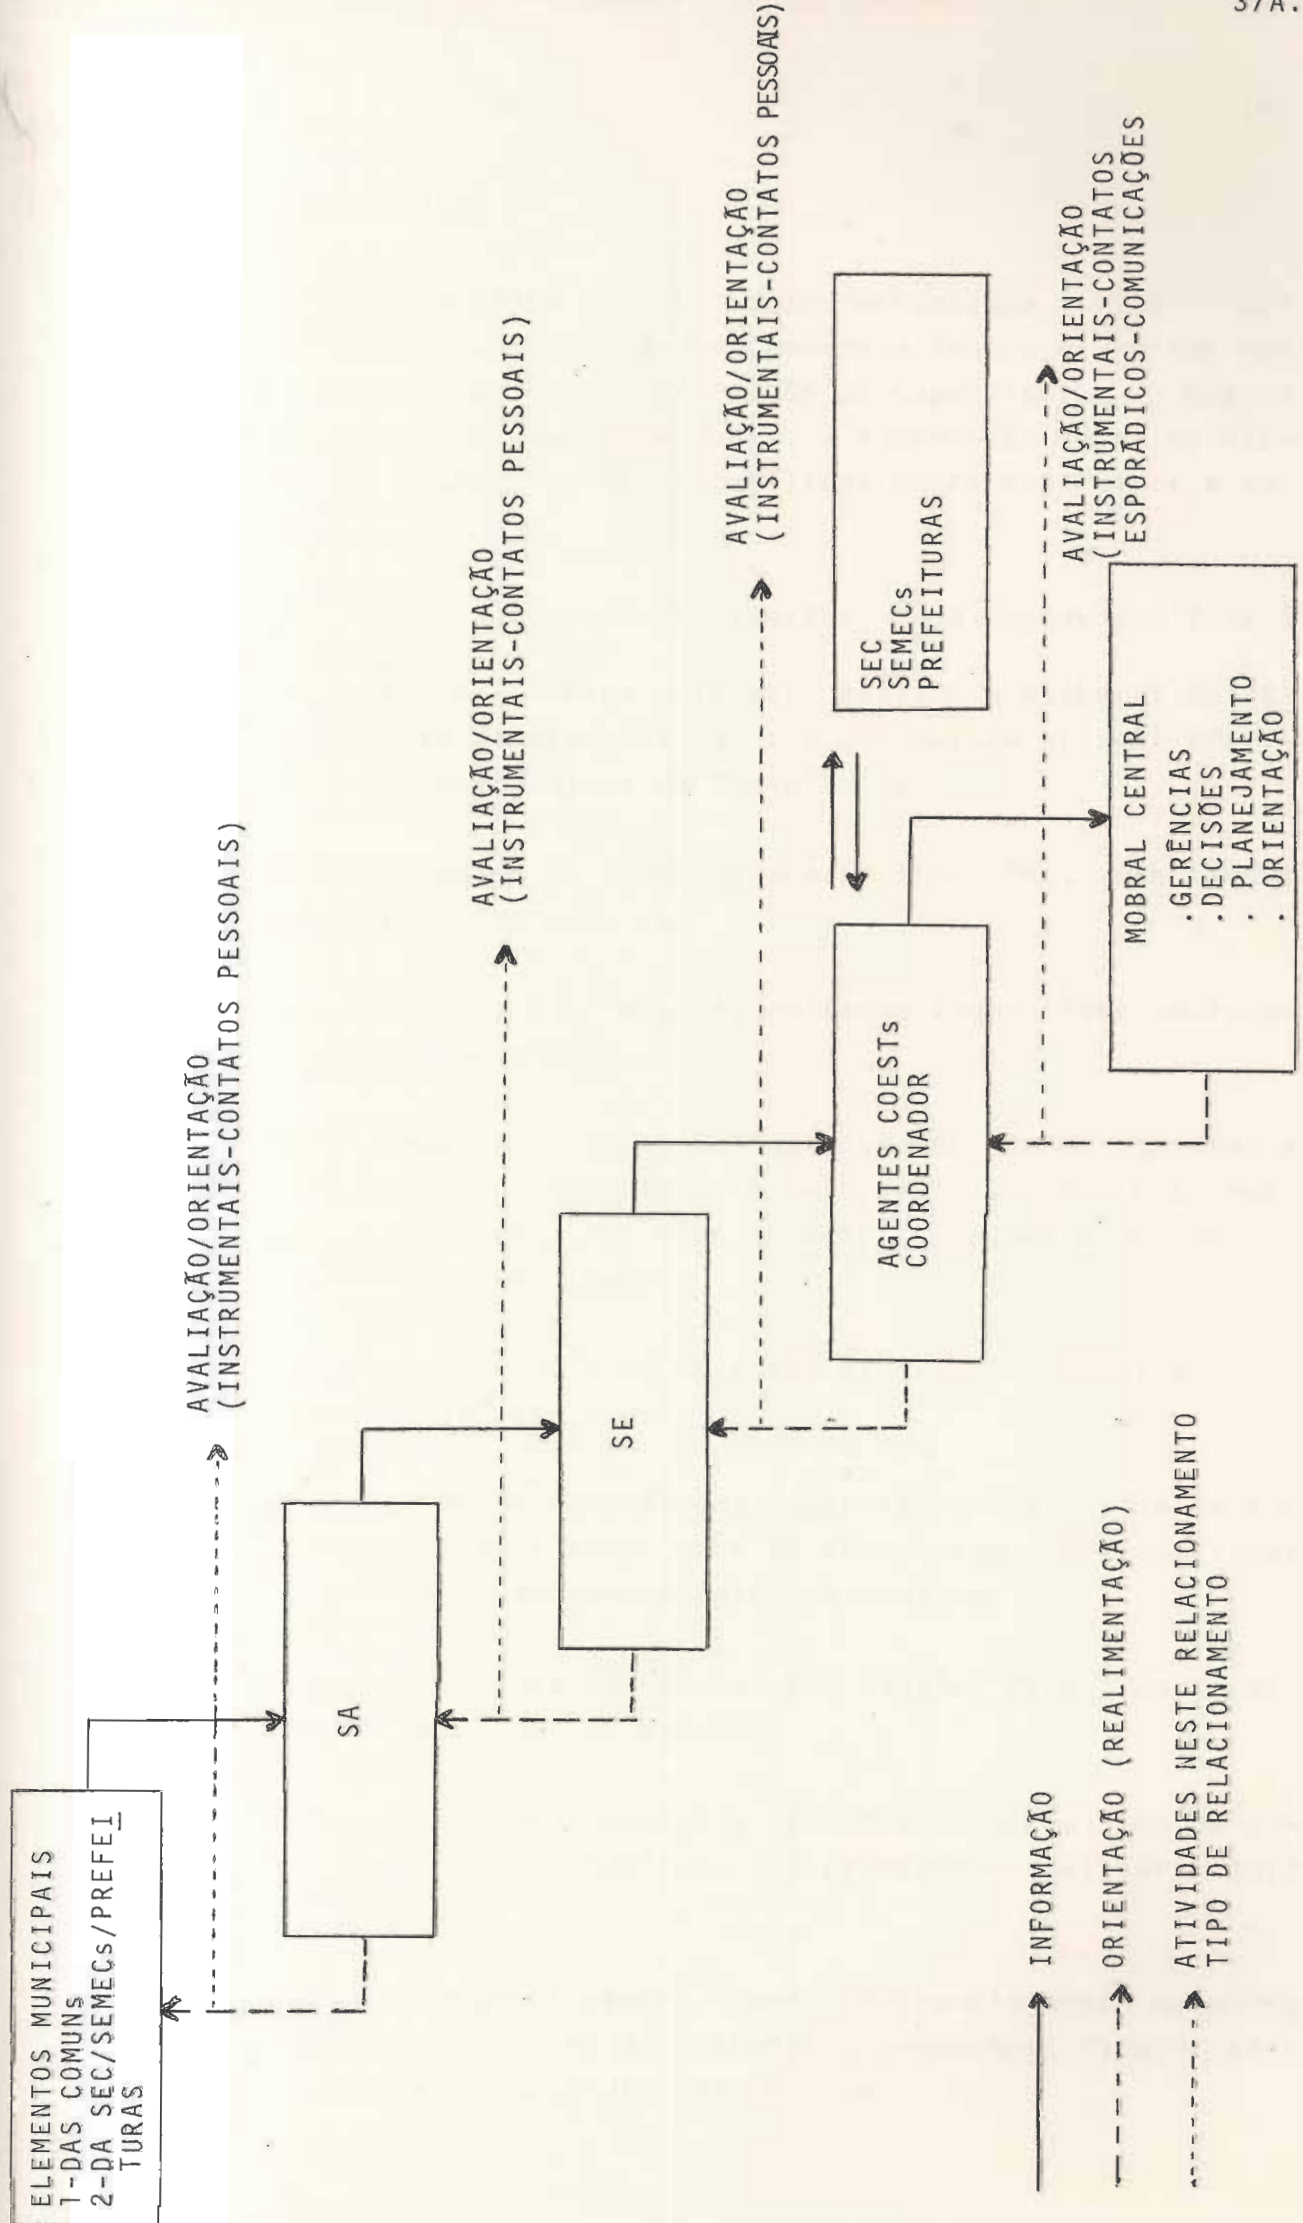 37A.
ELEMENTOS MUNICIPAIS
1-DAS COMUNS
2-DA SEC/SEMECs/PREFEI
TURAS
AVALIAÇÃO/ORIENTAÇÃO
(INSTRUMENTAIS-CONTATOS PESSOAIS)
SA
AVALIAÇÃO/ORIENTAÇÃO
(INSTRUMENTAIS-CONTATOS PESSOAIS)
SE
AVALIAÇÃO/ORIENTAÇÃO
(INSTRUMENTAIS-CONTATOS PESSOAIS)
AGENTES COESTs
COORDENADOR
SEC
SEMECs
PREFEITURAS
AVALIAÇÃO/ORIENTAÇÃO
(INSTRUMENTAIS-CONTATOS
ESPORÃDICOS-COMUNICAÇÕES
MOBRAL CENTRAL
.GERÊNCIAS
.DECISÕES
. PLANEJAMENTO
. ORIENTAÇÃO
INFORMAÇÃO
ORIENTAÇÃO (REALIMENTAÇÃO)
ATIVIDADES NESTE RELACIONAMENTO
TIPO DE RELACIONAMENTO